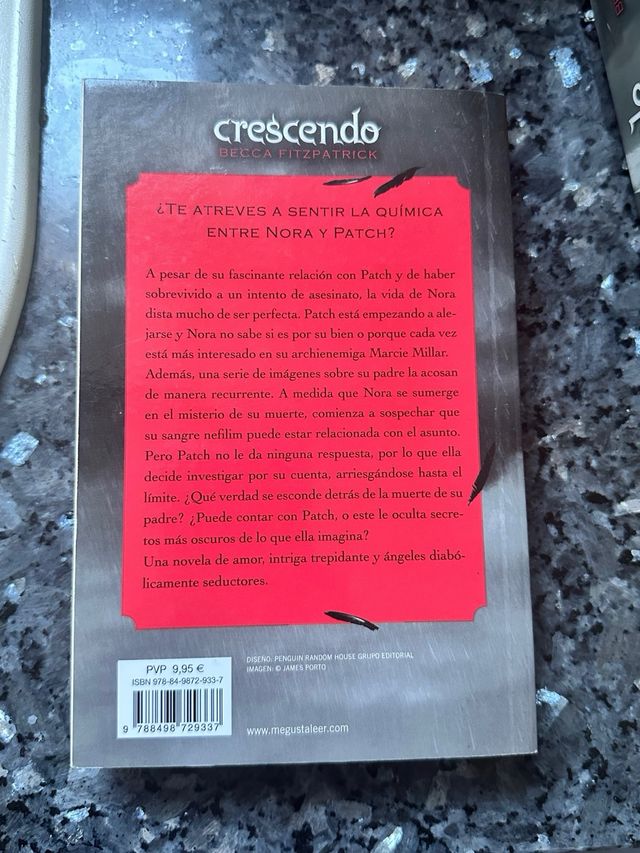 crescendo
BECCA FITZPATRICK
¿TE ATREVES A SENTIR LA QUÍMICA
ENTRE NORA Y PATCH?
A pesar de su fascinante relación con Patch y de haber
sobrevivido a un intento de asesinato, la vida de Nora
dista mucho de ser perfecta. Patch está empezando a ale-
jarse y Nora no sabe si es por su bien o porque cada vez
está más interesado en su archienemiga Marcie Millar.
Además, una serie de imágenes sobre su padre la acosan
de manera recurrente. A medida que Nora se sumerge
en el misterio de su muerte, comienza a sospechar que
su sangre nefilim puede estar relacionada con el asunto.
Pero Patch no le da ninguna respuesta, por lo que ella
decide investigar por su cuenta, arriesgándose hasta el
límite. ¿Qué verdad se esconde detrás de la muerte de su
padre? ¿Puede contar con Patch, o este le oculta secre-
tos más oscuros de lo que ella imagina?
Una novela de amor, intriga trepidante y ángeles diabó-
licamente seductores.
PVP 9,95 €
ISBN 978-84-9872-933-7
9 788498 729337
DISEÑO: PENGUIN RANDOM HOUSE GRUPO EDITORIAL
IMAGEN: © JAMES PORTO
www.megustaleer.com